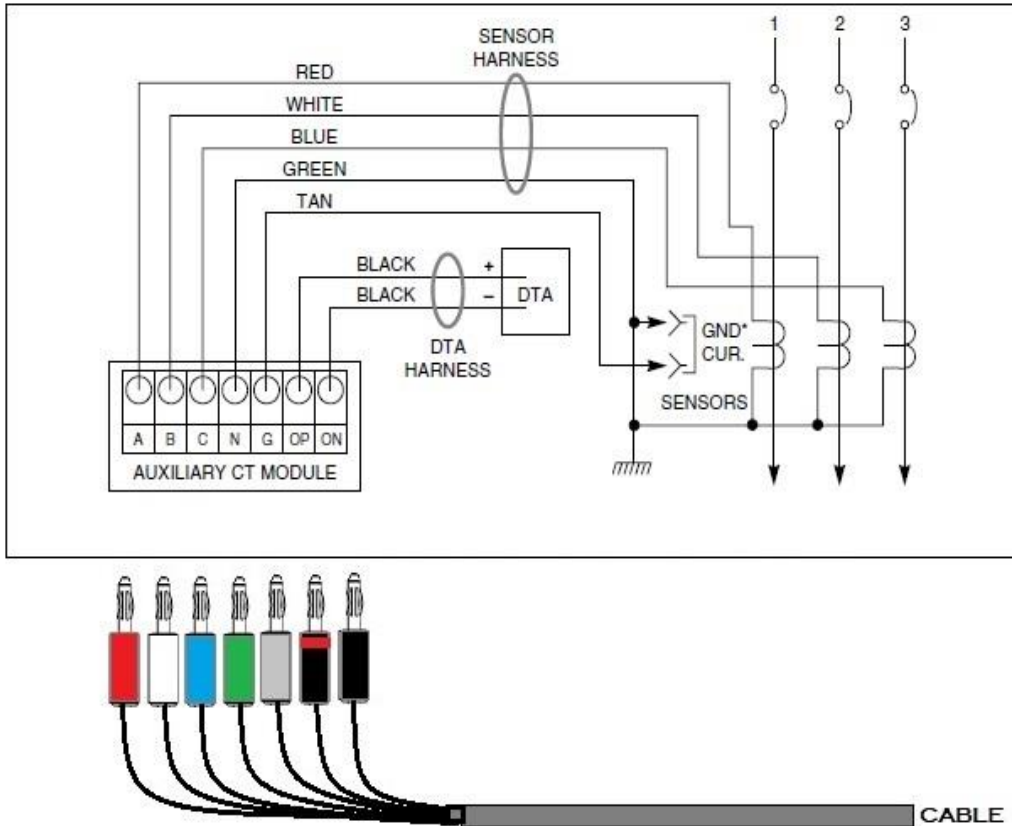 1 2 3
SENSOR
HARNESS
RED
WHITE
BLUE
GREEN
TAN
BLACK +
DTA
BLACK −
DTA
HARNESS
GND*
CUR.
SENSORS
A B C N G OP ON
AUXILIARY CT MODULE
CABLE